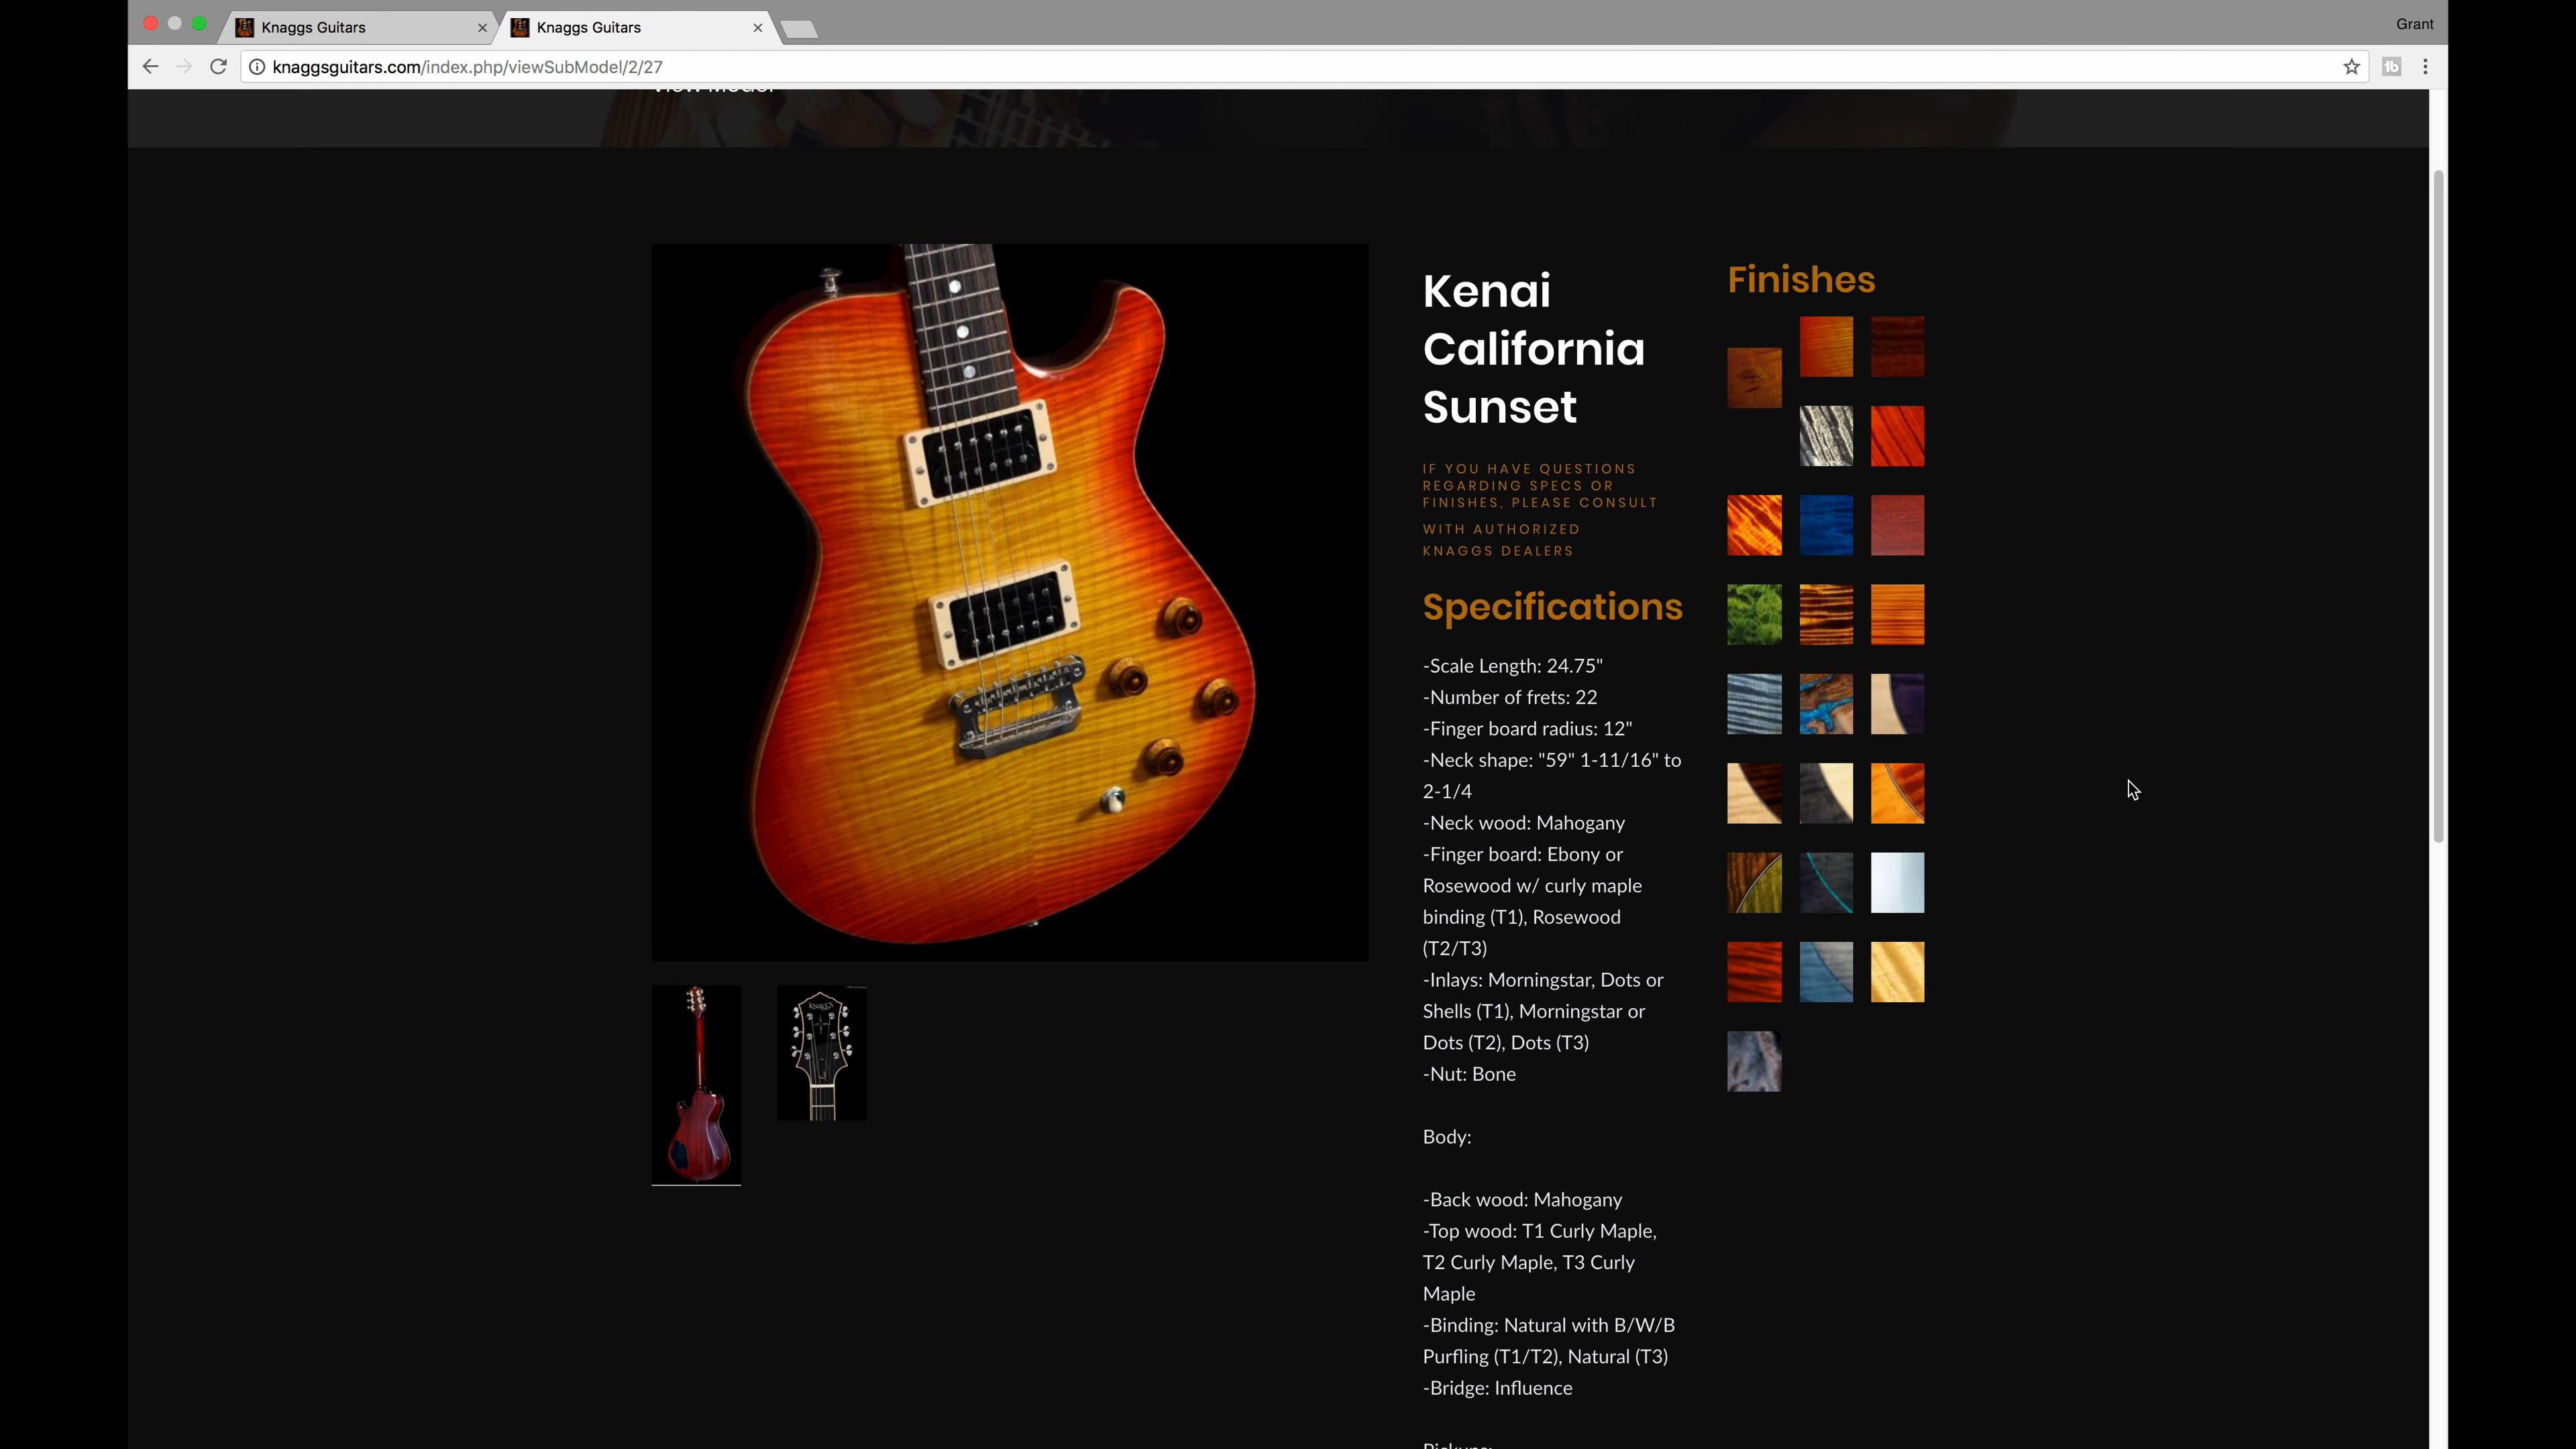 Knaggs Guitars
Knaggs Guitars
Grant
knaggsguitars.com/index.php/viewSubModel/2/27
View Model
Kenai
California
Sunset
IF YOU HAVE QUESTIONS
REGARDING SPECS OR
FINISHES, PLEASE CONSULT
WITH AUTHORIZED
KNAGGS DEALERS
Specifications
-Scale Length: 24.75"
-Number of frets: 22
-Finger board radius: 12"
-Neck shape: "59" 1-11/16" to
2-1/4
-Neck wood: Mahogany
-Finger board: Ebony or
Rosewood w/ curly maple
binding (T1), Rosewood
(T2/T3)
-Inlays: Morningstar, Dots or
Shells (T1), Morningstar or
Dots (T2), Dots (T3)
-Nut: Bone
Body:
-Back wood: Mahogany
-Top wood: T1 Curly Maple,
T2 Curly Maple, T3 Curly
Maple
-Binding: Natural with B/W/B
Purfling (T1/T2), Natural (T3)
-Bridge: Influence
Pickups:
Finishes
KNAGGS